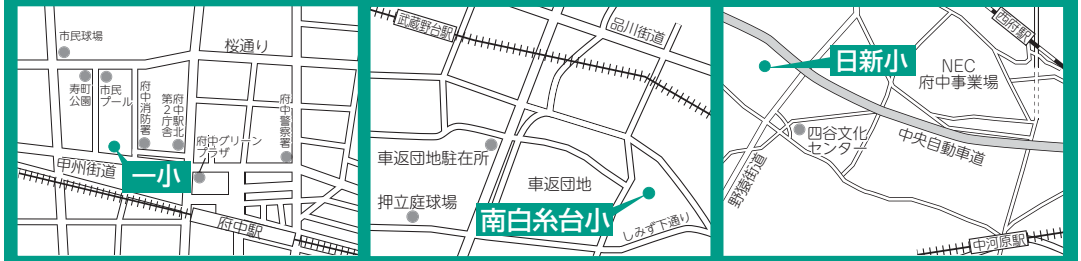 市民球場
桜通り
寿町
公園
市民
プール
府中消防署
府中駅北
第2庁舎
府中警察署
府中グリーン
プラザ
甲州街道
一小
府中駅
武蔵野台駅
品川街道
車返団地駐在所
車返団地
押立庭球場
南白糸台小
しみず下通り
西府駅
日新小
NEC
府中事業場
四谷文化
センター
中央自動車道
野猿街道
中河原駅